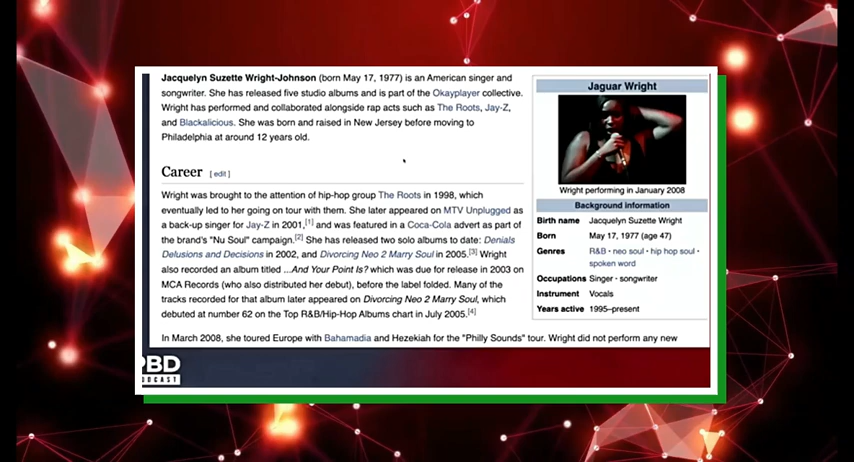 Jacquelyn Suzette Wright-Johnson (born May 17, 1977) is an American singer and
songwriter. She has released five studio albums and is part of the Okayplayer collective.
Wright has performed and collaborated alongside rap acts such as The Roots, Jay-Z,
and Blackalicious. She was born and raised in New Jersey before moving to
Philadelphia at around 12 years old.
Career [ edit ]
Wright was brought to the attention of hip-hop group The Roots in 1998, which
eventually led to her going on tour with them. She later appeared on MTV Unplugged as
a back-up singer for Jay-Z in 2001,[1] and was featured in a Coca-Cola advert as part of
the brand's "Nu Soul" campaign.[2] She has released two solo albums to date: Denials
Delusions and Decisions in 2002, and Divorcing Neo 2 Marry Soul in 2005.[3] Wright
also recorded an album titled ...And Your Point Is? which was due for release in 2003 on
MCA Records (who also distributed her debut), before the label folded. Many of the
tracks recorded for that album later appeared on Divorcing Neo 2 Marry Soul, which
debuted at number 62 on the Top R&B/Hip-Hop Albums chart in July 2005.[4]
In March 2008, she toured Europe with Bahamadia and Hezekiah for the "Philly Sounds" tour. Wright did not perform any new
Jaguar Wright
Wright performing in January 2008
Background information
Birth name Jacquelyn Suzette Wright
Born May 17, 1977 (age 47)
Genres R&B · neo soul · hip hop soul ·
spoken word
Occupations Singer · songwriter
Instrument Vocals
Years active 1995–present
PBD
PODCAST